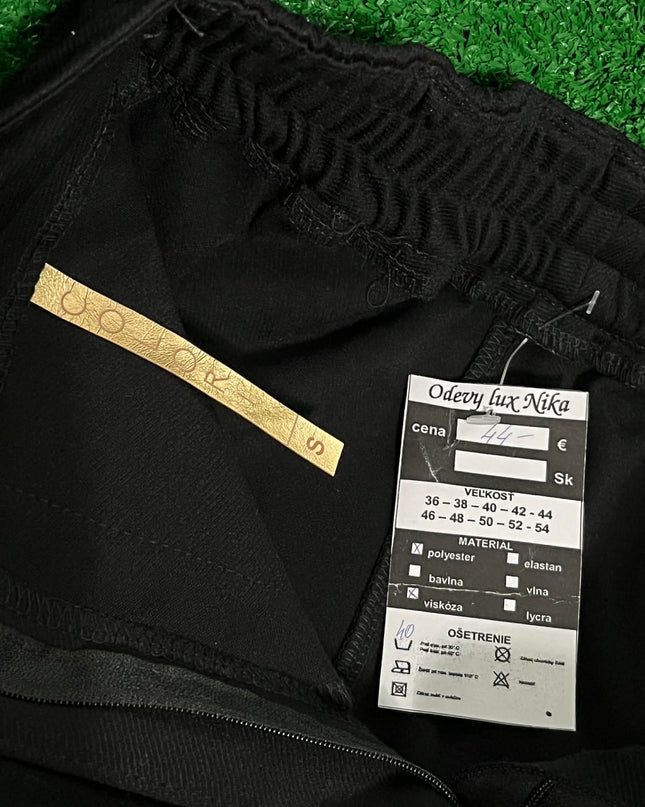 COLOR | S
Odevy lux Nika
cena 44- €
Sk
VEĽKOSŤ
36 – 38 – 40 – 42 - 44
46 – 48 – 50 – 52 - 54
MATERIAL
X polyester elastan
bavlna vlna
X viskóza lycra
40 OŠETRENIE